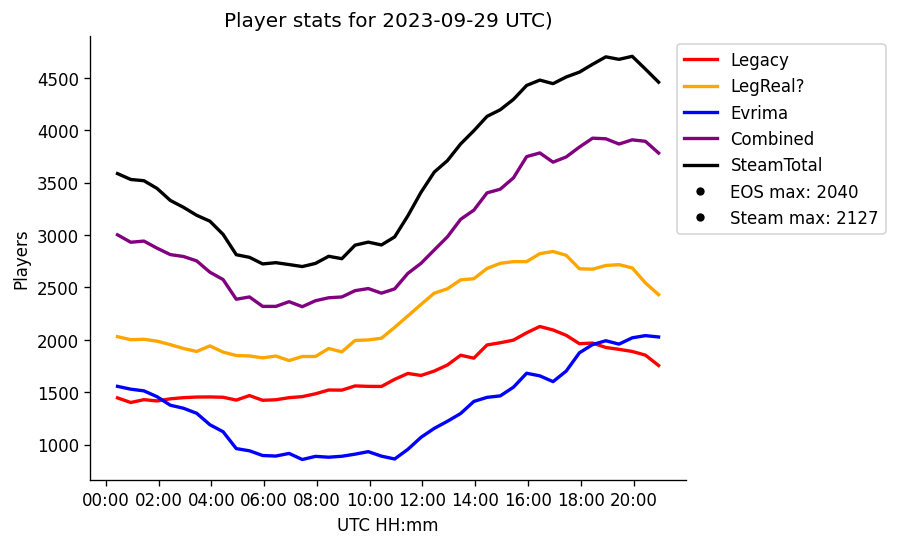 Player stats for 2023-09-29 UTC)
Legacy
LegReal?
Evrima
Combined
SteamTotal
EOS max: 2040
Steam max: 2127
Players
4500
4000
3500
3000
2500
2000
1500
1000
00:00 02:00 04:00 06:00 08:00 10:00 12:00 14:00 16:00 18:00 20:00
UTC HH:mm